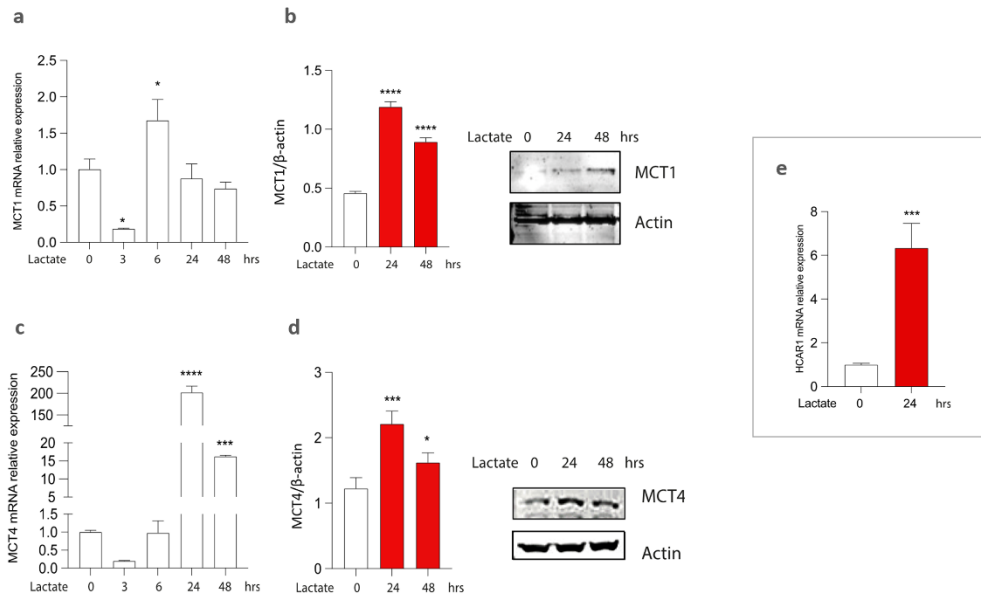 a
MCT1 mRNA relative expression
2.5
2.0
1.5
1.0
0.5
0.0
*
*
Lactate 0 3 6 24 48 hrs
b
MCT1/β-actin
1.5
1.0
0.5
0.0
****
****
Lactate 0 24 48 hrs
Lactate 0 24 48 hrs
MCT1
Actin
c
MCT4 mRNA relative expression
250
200
150
100
50
20
15
10
5
1.5
1.0
0.5
0.0
****
***
Lactate 0 3 6 24 48 hrs
d
MCT4/β-actin
3
2
1
0
***
*
Lactate 0 24 48 hrs
Lactate 0 24 48 hrs
MCT4
Actin
e
HCAR1 mRNA relative expression
8
6
4
2
0
***
Lactate 0 24 hrs